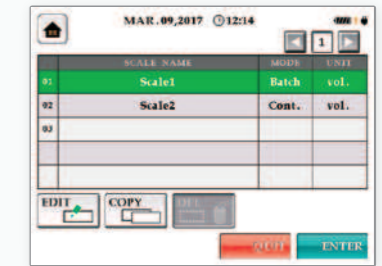 MAR.09,2017 12:14
1
SCALE NAME MODE UNIT
01 Scale1 Batch vol.
02 Scale2 Cont. vol.
03
EDIT COPY DEL
QUIT ENTER